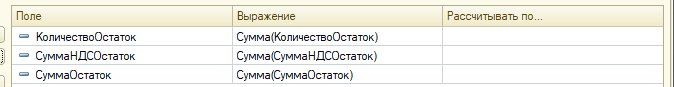 Поле Выражение Рассчитывать по...
КоличествоОстаток Сумма(КоличествоОстаток)
СуммаНДСОстаток Сумма(СуммаНДСОстаток)
СуммаОстаток Сумма(СуммаОстаток)